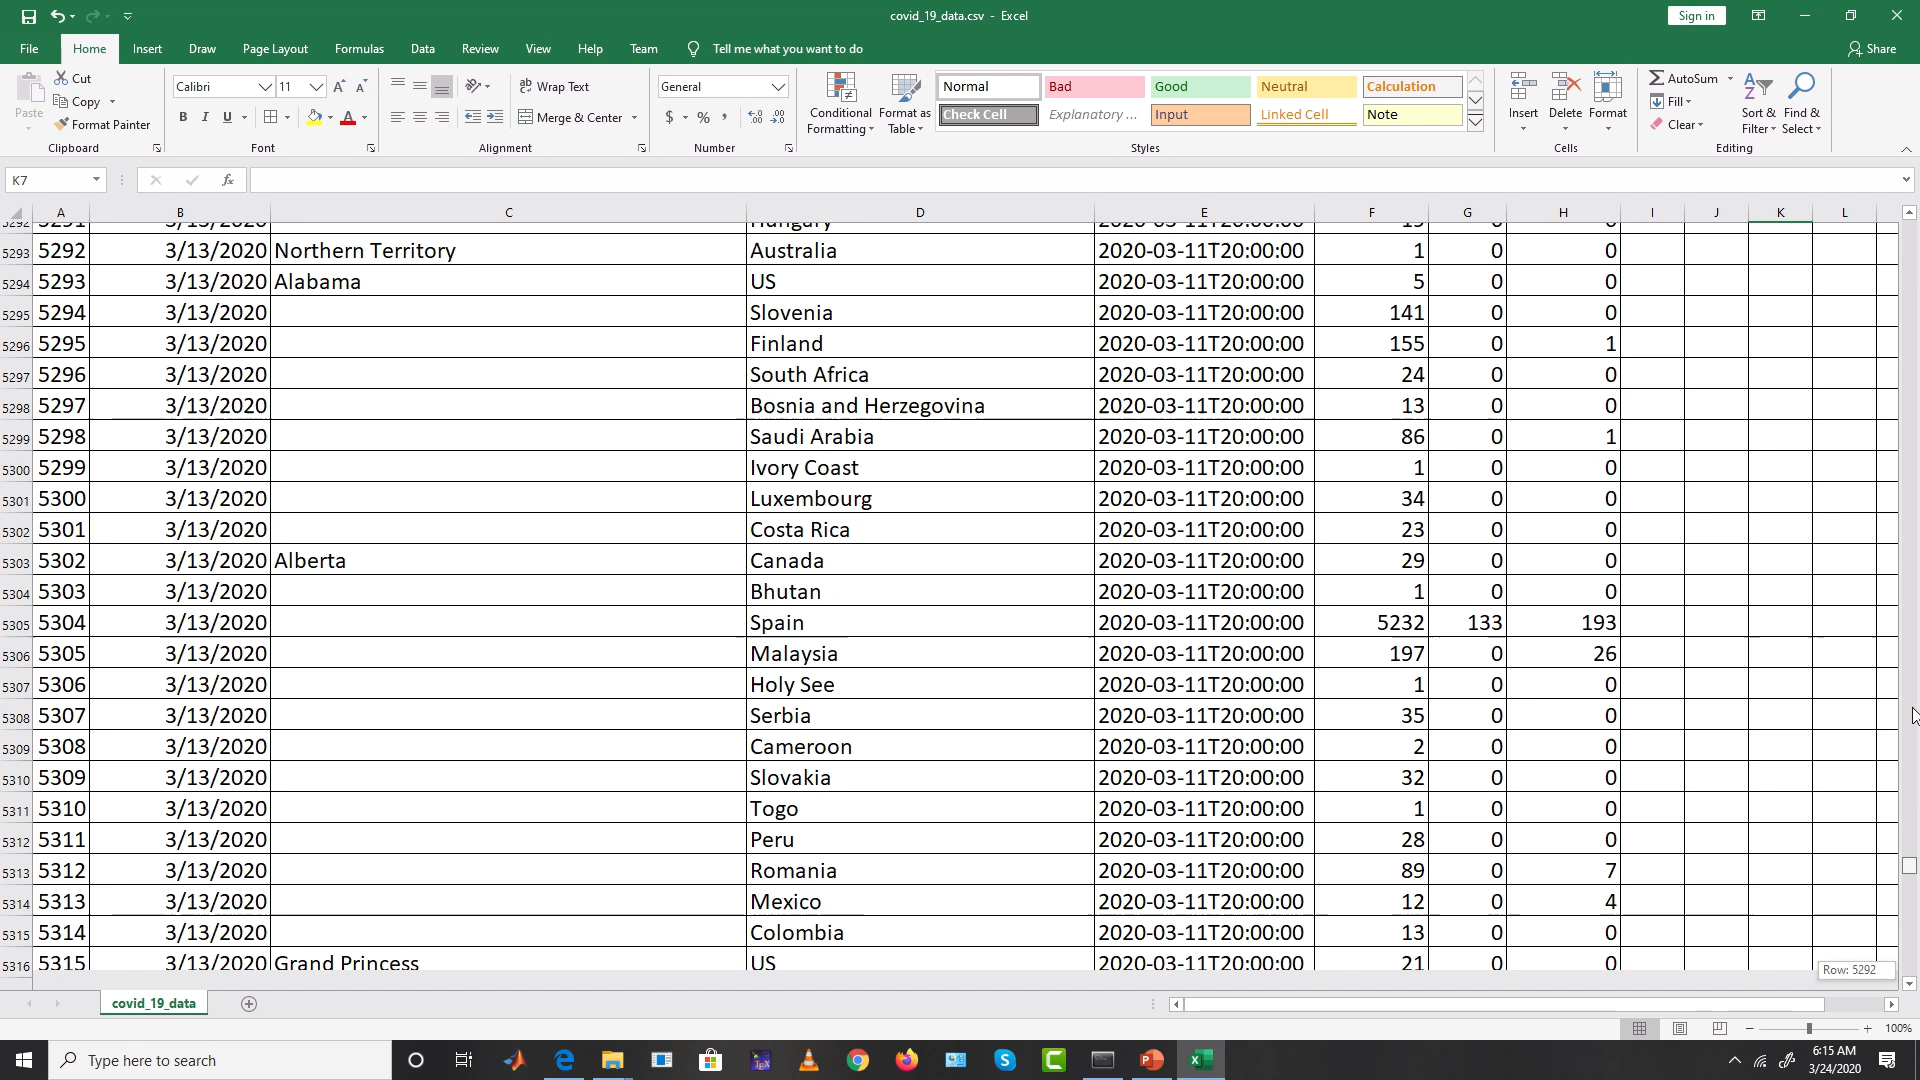 covid_19_data.csv - Excel
Sign in
File Home Insert Draw Page Layout Formulas Data Review View Help Team Tell me what you want to do Share
Paste Cut Copy Format Painter Clipboard
Calibri 11 B I U Font
Wrap Text Merge & Center Alignment
General $ % , Number
Conditional Formatting Format as Table
Normal Bad Good Neutral Calculation
Check Cell Explanatory ... Input Linked Cell Note
Styles
Insert Delete Format Cells
AutoSum Fill Clear Sort & Filter Find & Select Editing
K7 fx
A B C D E F G H I J K L
5292 5291 3/13/2020 Hungary 2020-03-11T20:00:00 19 0 0
5293 5292 3/13/2020 Northern Territory Australia 2020-03-11T20:00:00 1 0 0
5294 5293 3/13/2020 Alabama US 2020-03-11T20:00:00 5 0 0
5295 5294 3/13/2020 Slovenia 2020-03-11T20:00:00 141 0 0
5296 5295 3/13/2020 Finland 2020-03-11T20:00:00 155 0 1
5297 5296 3/13/2020 South Africa 2020-03-11T20:00:00 24 0 0
5298 5297 3/13/2020 Bosnia and Herzegovina 2020-03-11T20:00:00 13 0 0
5299 5298 3/13/2020 Saudi Arabia 2020-03-11T20:00:00 86 0 1
5300 5299 3/13/2020 Ivory Coast 2020-03-11T20:00:00 1 0 0
5301 5300 3/13/2020 Luxembourg 2020-03-11T20:00:00 34 0 0
5302 5301 3/13/2020 Costa Rica 2020-03-11T20:00:00 23 0 0
5303 5302 3/13/2020 Alberta Canada 2020-03-11T20:00:00 29 0 0
5304 5303 3/13/2020 Bhutan 2020-03-11T20:00:00 1 0 0
5305 5304 3/13/2020 Spain 2020-03-11T20:00:00 5232 133 193
5306 5305 3/13/2020 Malaysia 2020-03-11T20:00:00 197 0 26
5307 5306 3/13/2020 Holy See 2020-03-11T20:00:00 1 0 0
5308 5307 3/13/2020 Serbia 2020-03-11T20:00:00 35 0 0
5309 5308 3/13/2020 Cameroon 2020-03-11T20:00:00 2 0 0
5310 5309 3/13/2020 Slovakia 2020-03-11T20:00:00 32 0 0
5311 5310 3/13/2020 Togo 2020-03-11T20:00:00 1 0 0
5312 5311 3/13/2020 Peru 2020-03-11T20:00:00 28 0 0
5313 5312 3/13/2020 Romania 2020-03-11T20:00:00 89 0 7
5314 5313 3/13/2020 Mexico 2020-03-11T20:00:00 12 0 4
5315 5314 3/13/2020 Colombia 2020-03-11T20:00:00 13 0 0
5316 5315 3/13/2020 Grand Princess US 2020-03-11T20:00:00 21 0 0
Row: 5292
covid_19_data
100%
Type here to search
6:15 AM
3/24/2020